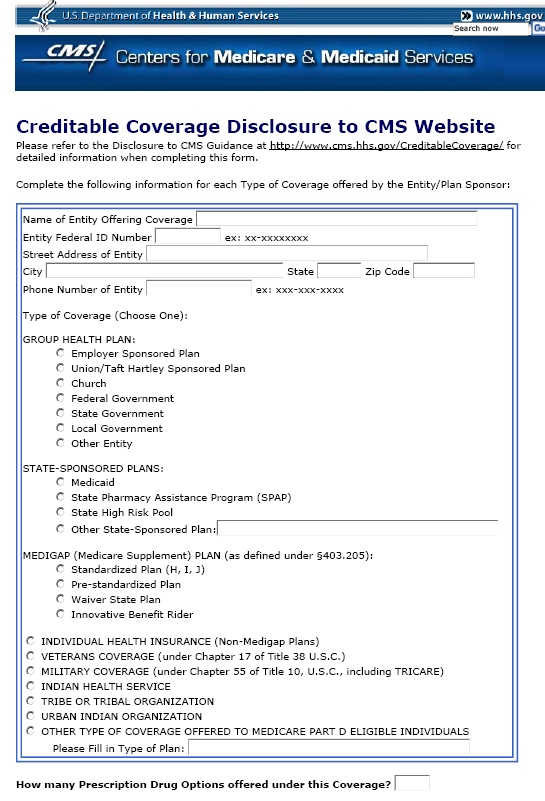 U.S. Department of Health & Human Services
www.hhs.gov
Search now
Go
CMS/ Centers for Medicare & Medicaid Services
Creditable Coverage Disclosure to CMS Website
Please refer to the Disclosure to CMS Guidance at http://www.cms.hhs.gov/CreditableCoverage/ for
detailed information when completing this form.
Complete the following information for each Type of Coverage offered by the Entity/Plan Sponsor:
Name of Entity Offering Coverage
Entity Federal ID Number ex: xx-xxxxxxxx
Street Address of Entity
City State Zip Code
Phone Number of Entity ex: xxx-xxx-xxxx
Type of Coverage (Choose One):
GROUP HEALTH PLAN:
Employer Sponsored Plan
Union/Taft Hartley Sponsored Plan
Church
Federal Government
State Government
Local Government
Other Entity
STATE-SPONSORED PLANS:
Medicaid
State Pharmacy Assistance Program (SPAP)
State High Risk Pool
Other State-Sponsored Plan:
MEDIGAP (Medicare Supplement) PLAN (as defined under §403.205):
Standardized Plan (H, I, J)
Pre-standardized Plan
Waiver State Plan
Innovative Benefit Rider
INDIVIDUAL HEALTH INSURANCE (Non-Medigap Plans)
VETERANS COVERAGE (under Chapter 17 of Title 38 U.S.C.)
MILITARY COVERAGE (under Chapter 55 of Title 10, U.S.C., including TRICARE)
INDIAN HEALTH SERVICE
TRIBE OR TRIBAL ORGANIZATION
URBAN INDIAN ORGANIZATION
OTHER TYPE OF COVERAGE OFFERED TO MEDICARE PART D ELIGIBLE INDIVIDUALS
Please Fill in Type of Plan:
How many Prescription Drug Options offered under this Coverage?